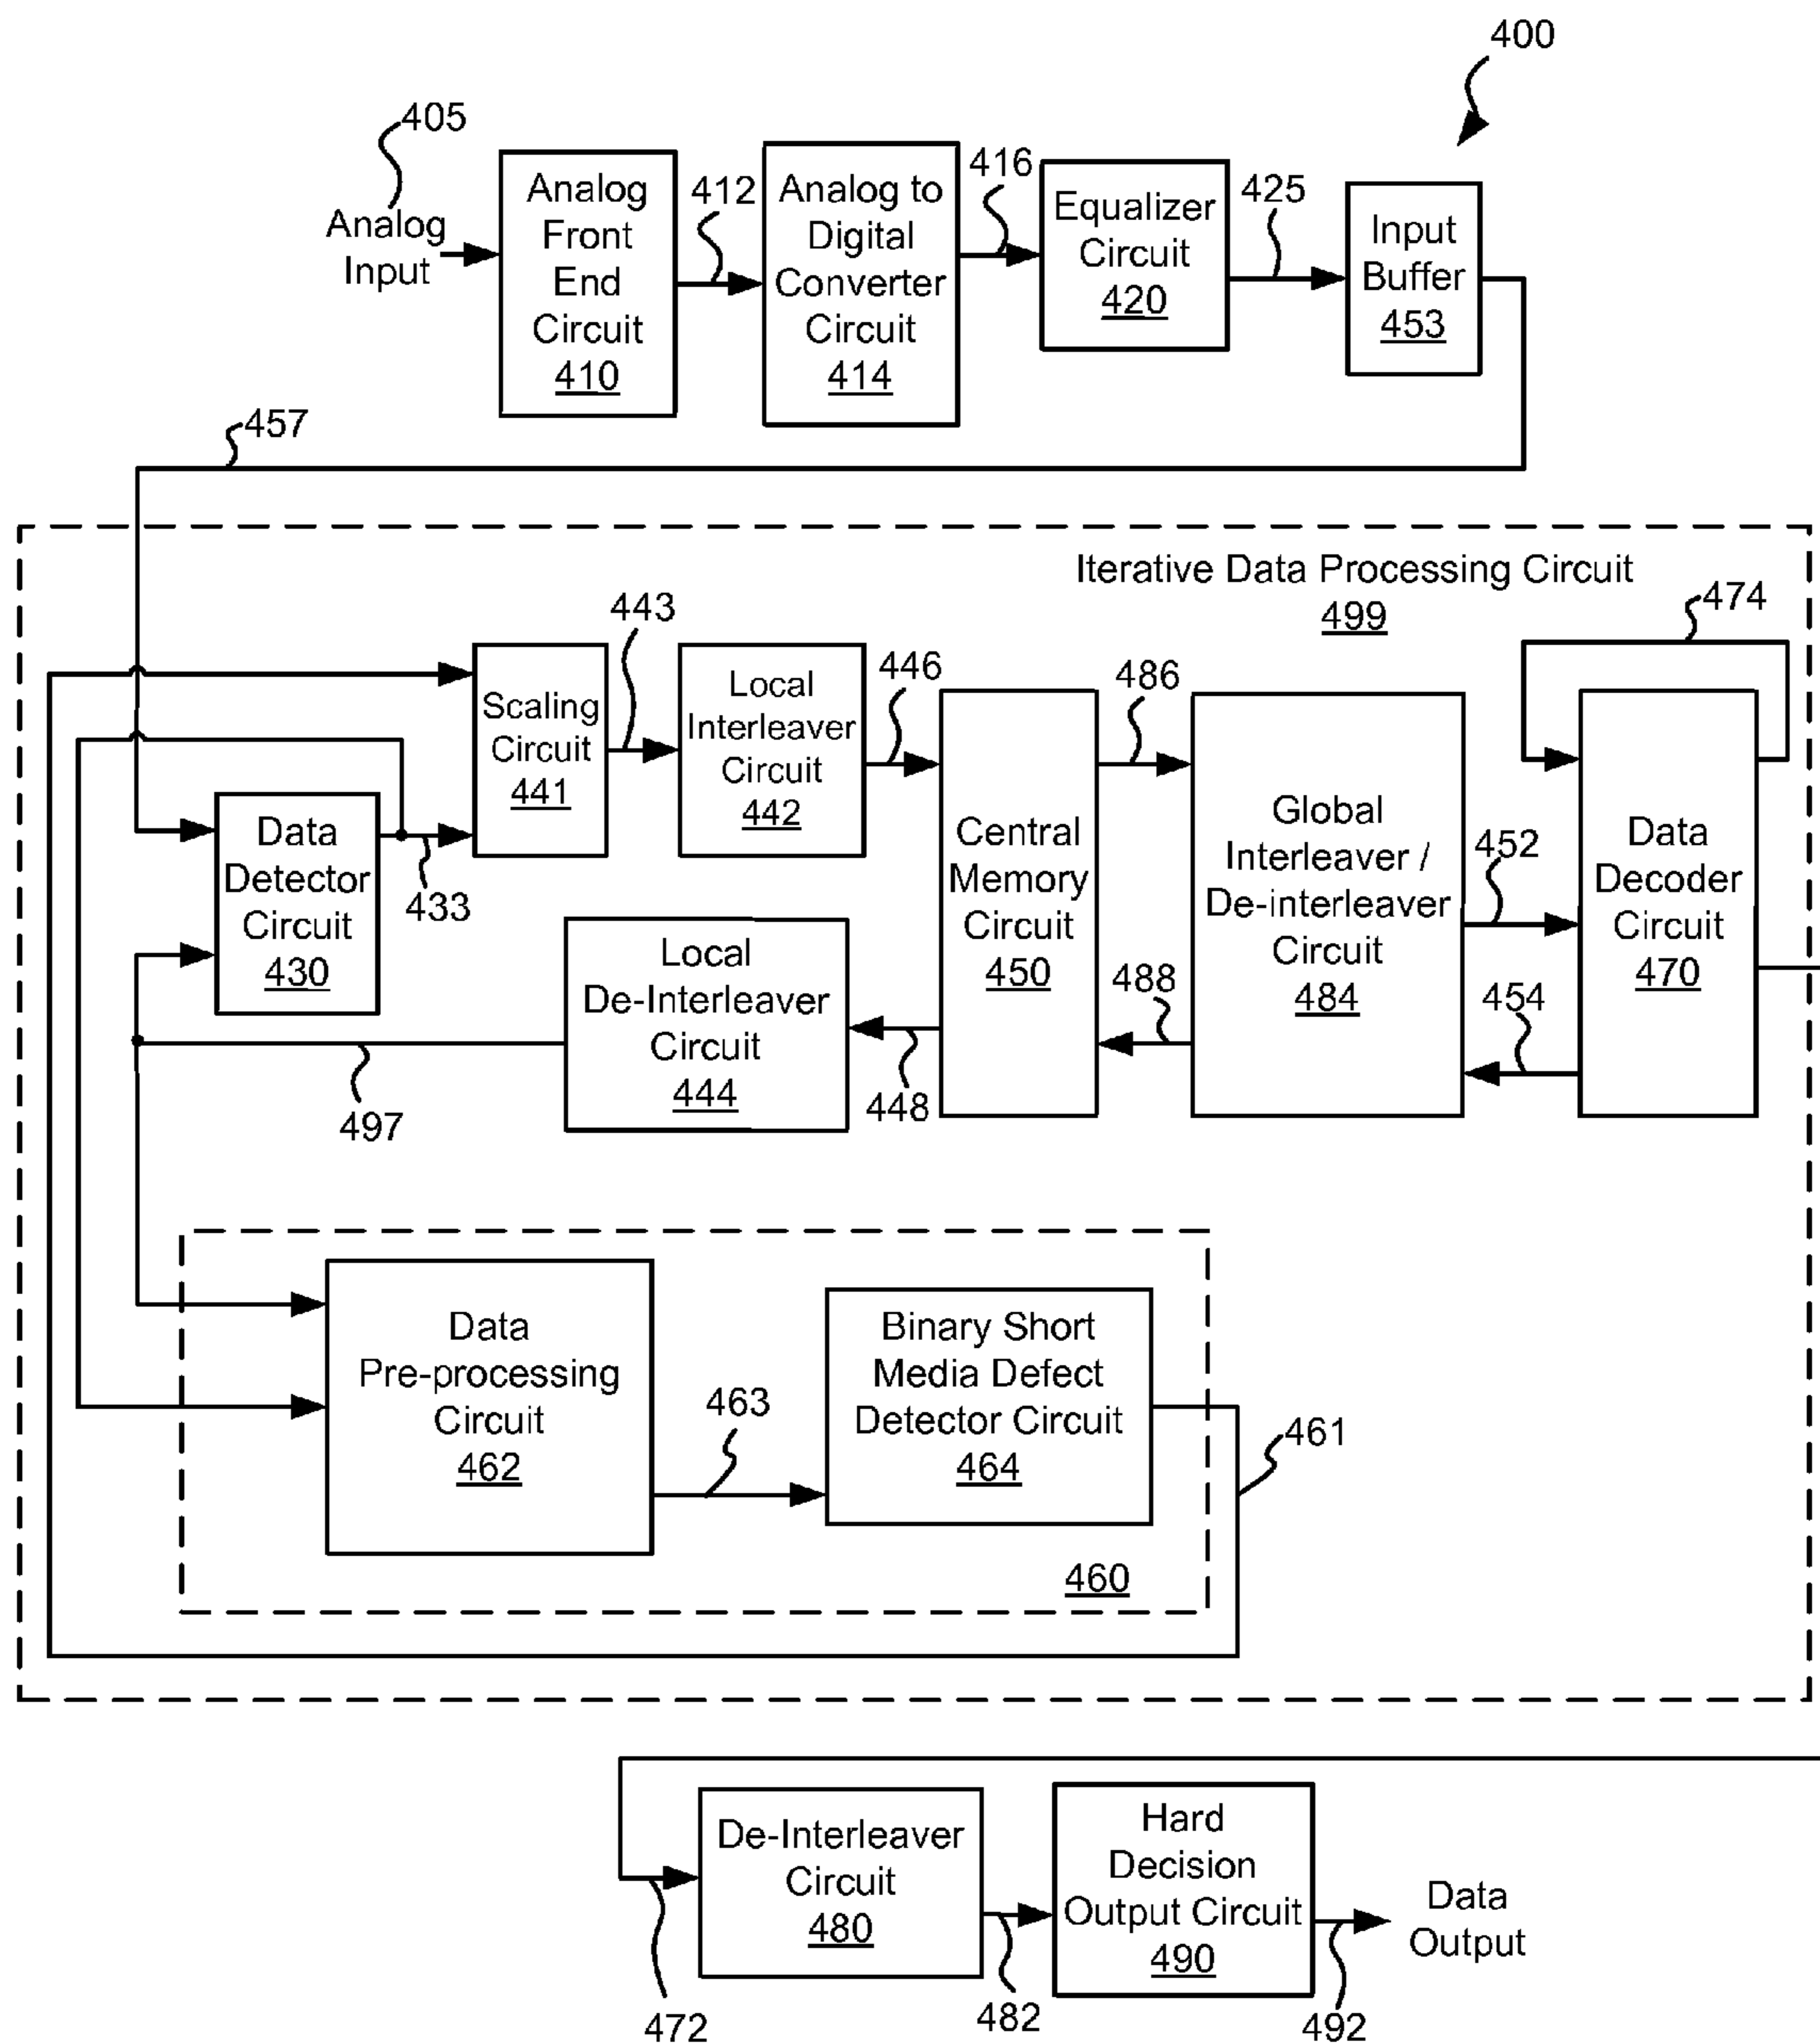 400
405
Analog
Input
Analog
Front
End
Circuit
410
412
Analog to
Digital
Converter
Circuit
414
416
Equalizer
Circuit
420
425
Input
Buffer
453
457
Iterative Data Processing Circuit
499
474
443
Scaling
Circuit
441
Local
Interleaver
Circuit
442
446
486
Data
Detector
Circuit
430
433
Central
Memory
Circuit
450
Global
Interleaver /
De-interleaver
Circuit
484
452
Data
Decoder
Circuit
470
454
488
Local
De-Interleaver
Circuit
444
448
497
Data
Pre-processing
Circuit
462
463
Binary Short
Media Defect
Detector Circuit
464
461
460
De-Interleaver
Circuit
480
472
482
Hard
Decision
Output Circuit
490
492
Data
Output